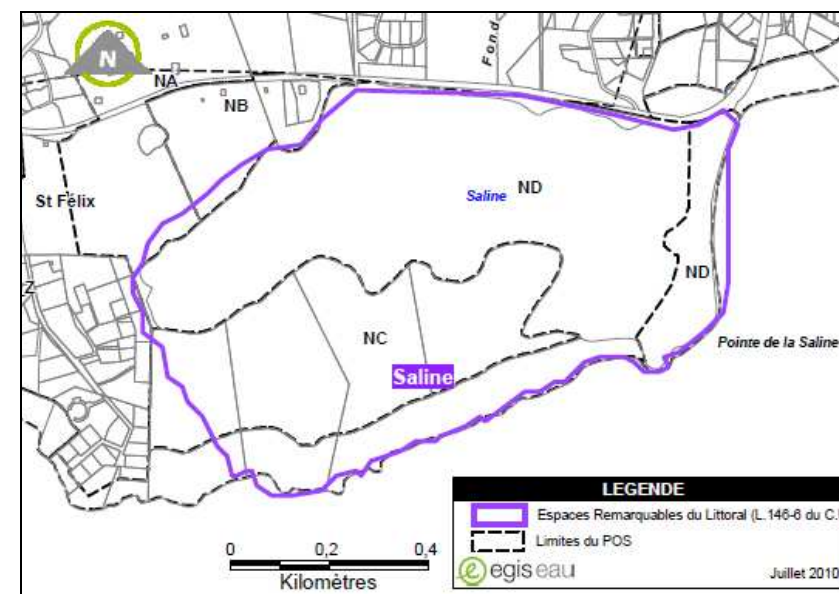 N
NA
NB
Fond
St Félix
Saline ND
ND
Z
NC
Pointe de la Saline
Saline
LEGENDE
Espaces Remarquables du Littoral (L.146-6 du C.
Limites du POS
0 0,2 0,4
Kilomètres
egis eau
Juillet 2010